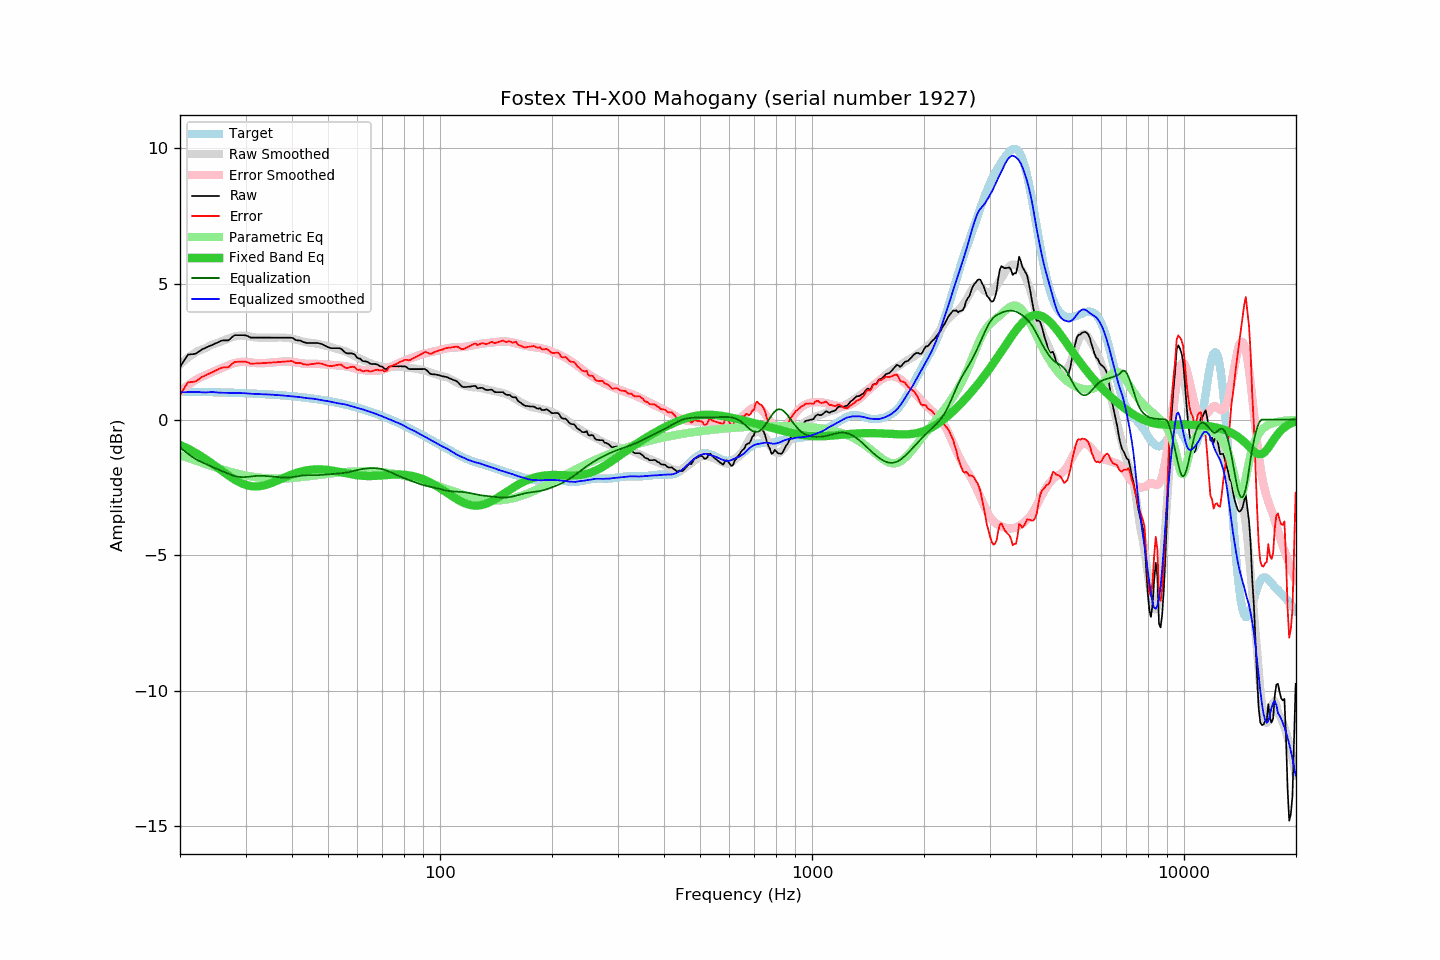 Fostex TH-X00 Mahogany (serial number 1927)
Target
Raw Smoothed
Error Smoothed
Raw
Error
Parametric Eq
Fixed Band Eq
Equalization
Equalized smoothed
10
5
0
−5
−10
−15
Amplitude (dBr)
100
1000
10000
Frequency (Hz)